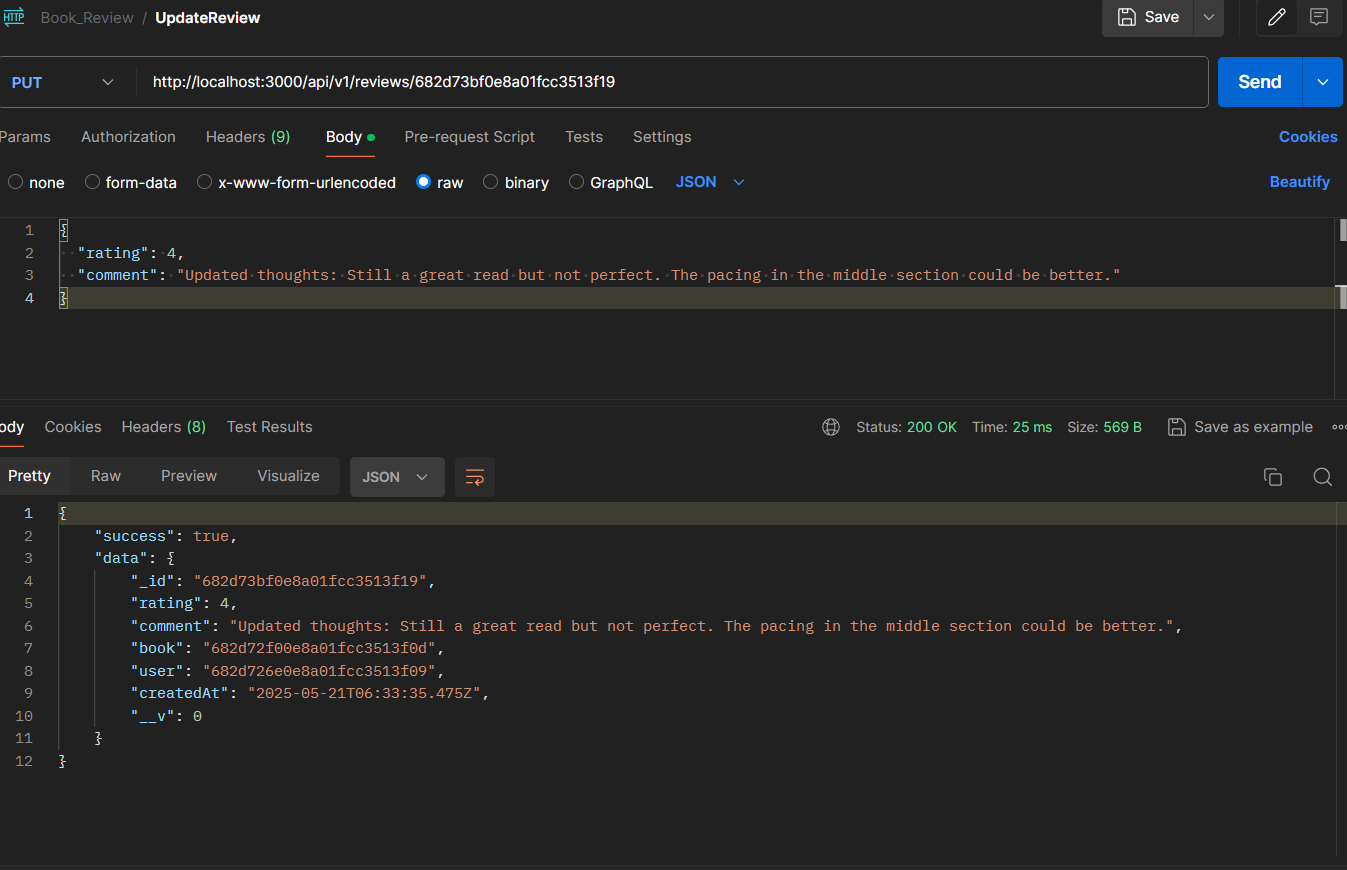 HTTP Book_Review / UpdateReview Save
PUT http://localhost:3000/api/v1/reviews/682d73bf0e8a01fcc3513f19 Send
Params Authorization Headers (9) Body Pre-request Script Tests Settings Cookies
none form-data x-www-form-urlencoded raw binary GraphQL JSON Beautify
1 {
2 "rating": 4,
3 "comment": "Updated thoughts: Still a great read but not perfect. The pacing in the middle section could be better."
4 }
ody Cookies Headers (8) Test Results Status: 200 OK Time: 25 ms Size: 569 B Save as example
Pretty Raw Preview Visualize JSON
1 {
2 "success": true,
3 "data": {
4 "_id": "682d73bf0e8a01fcc3513f19",
5 "rating": 4,
6 "comment": "Updated thoughts: Still a great read but not perfect. The pacing in the middle section could be better.",
7 "book": "682d72f00e8a01fcc3513f0d",
8 "user": "682d726e0e8a01fcc3513f09",
9 "createdAt": "2025-05-21T06:33:35.475Z",
10 "__v": 0
11 }
12 }